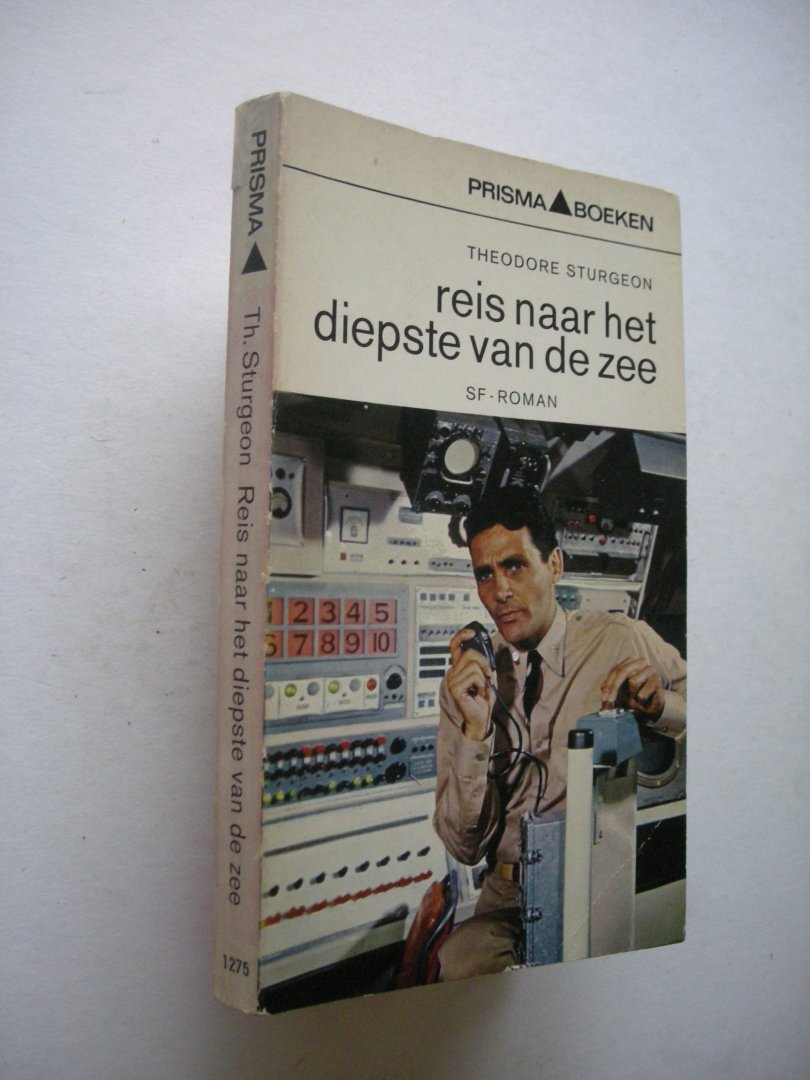 PRISMA
Th. Sturgeon Reis naar het diepste van de zee
1275
PRISMA BOEKEN
THEODORE STURGEON
reis naar het
diepste van de zee
SF-ROMAN
1 2 3 4 5
6 7 8 9 10